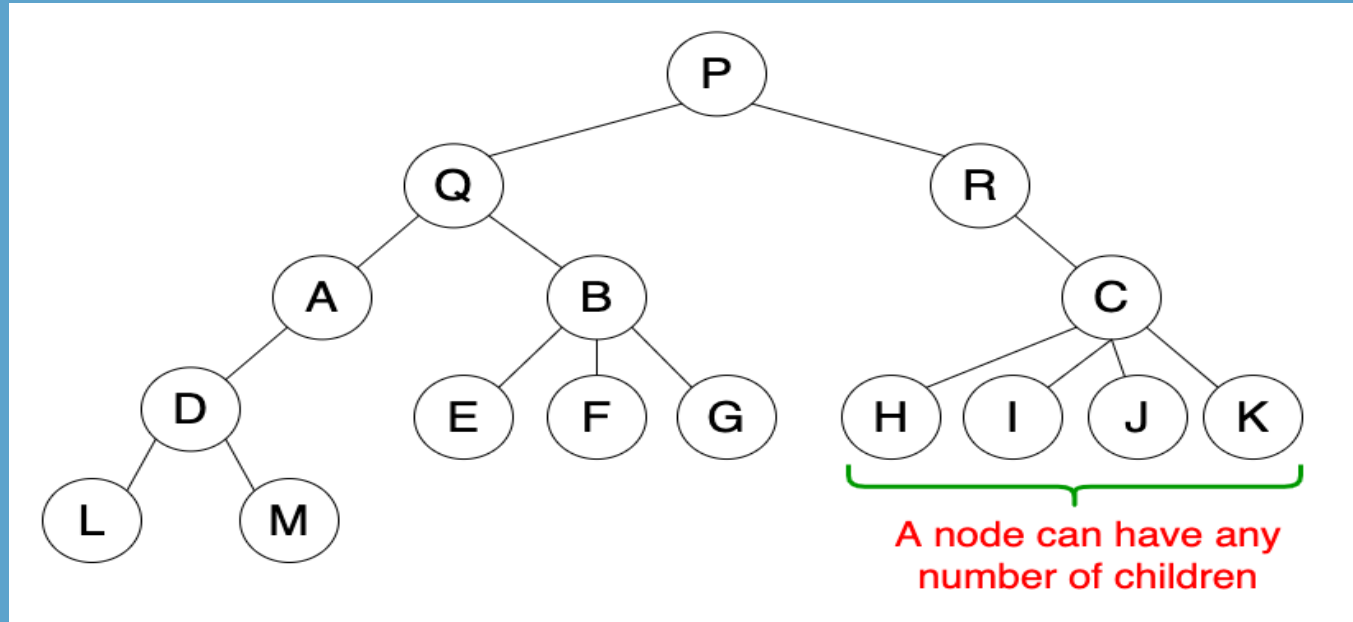 P
Q R
A B C
D E F G H I J K
L M
A node can have any
number of children